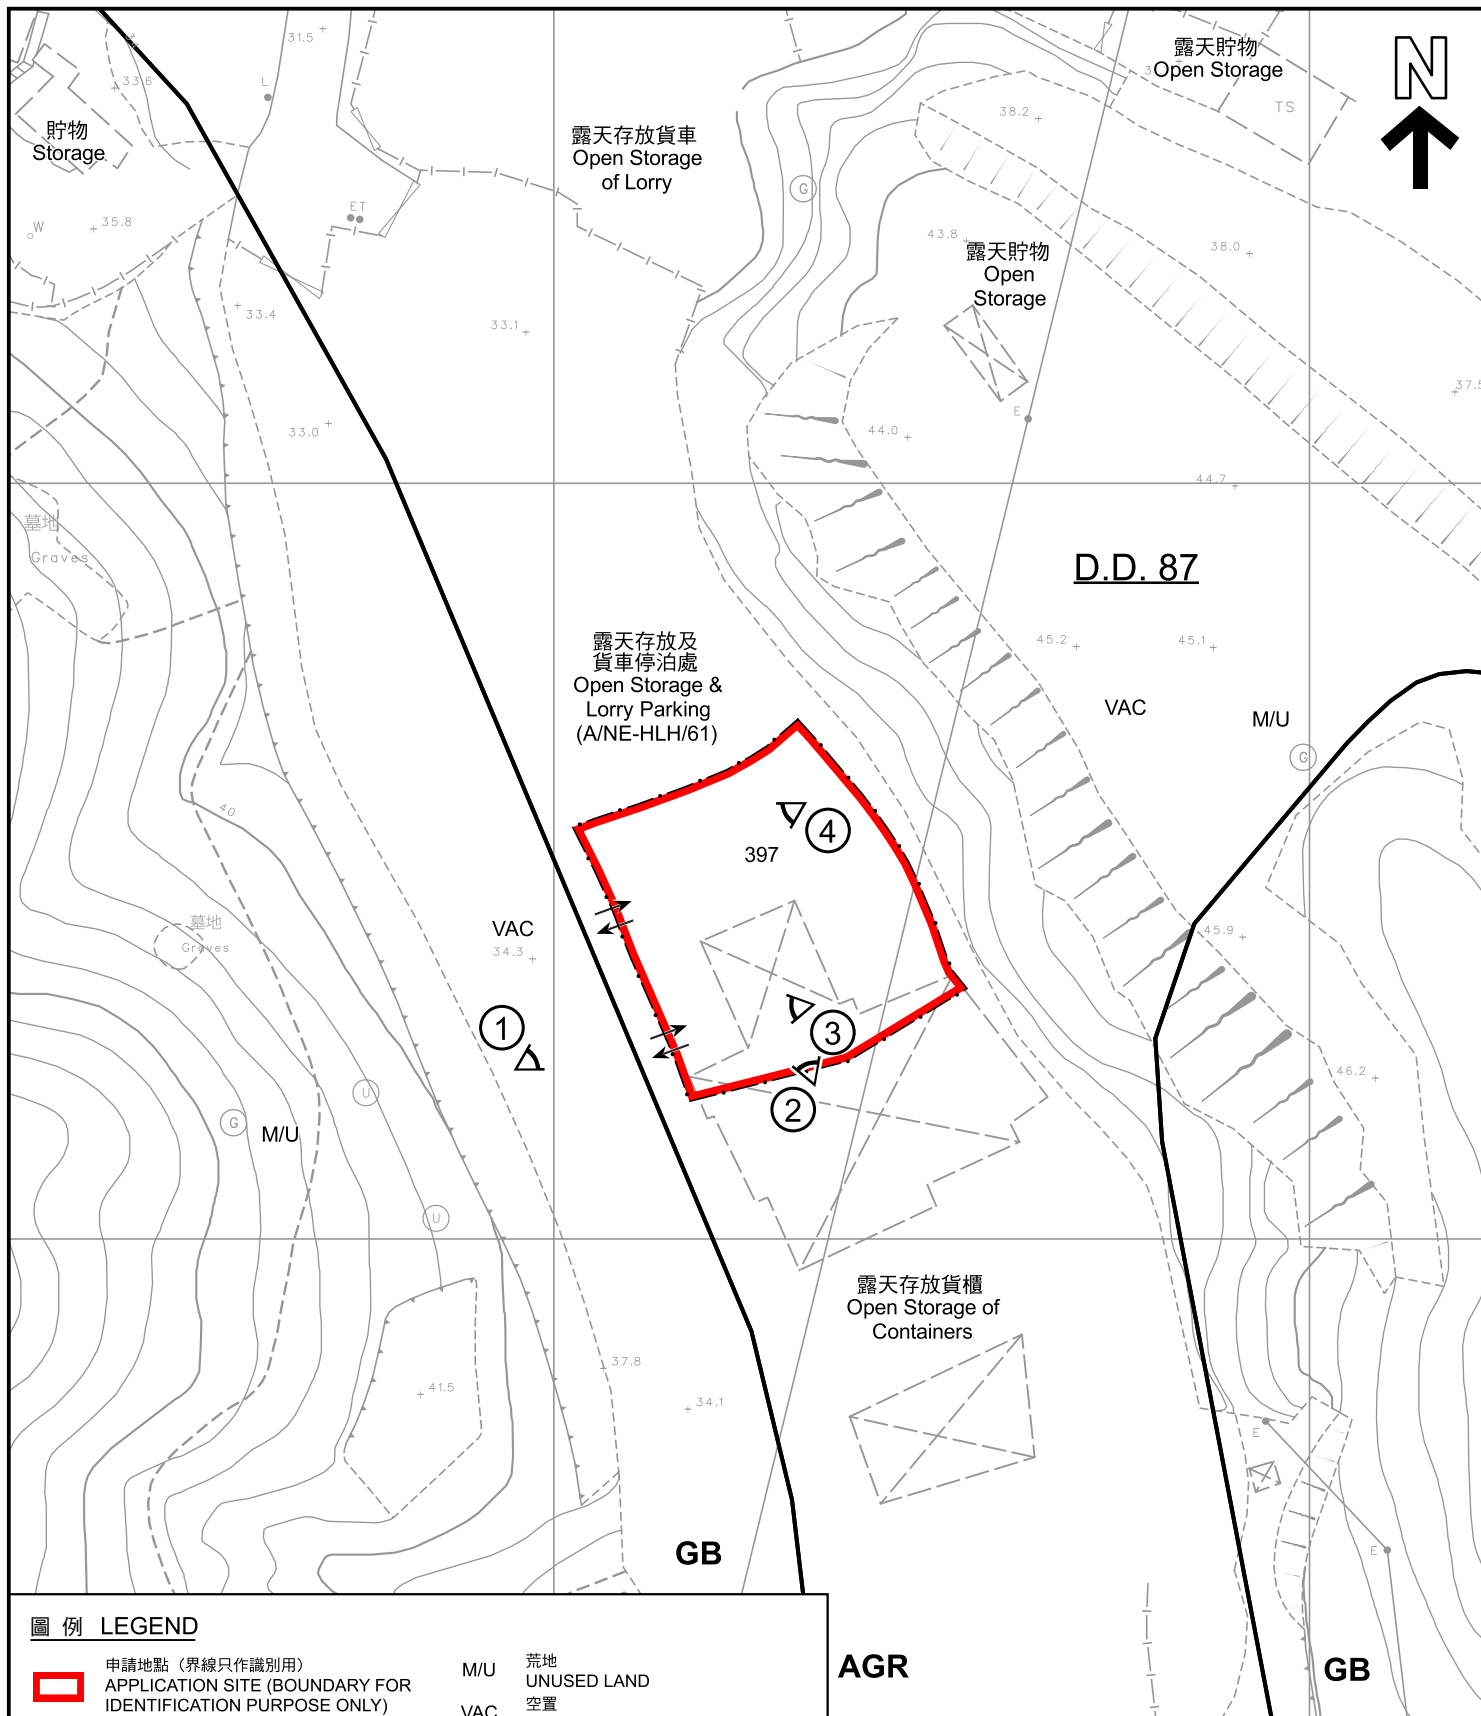 31.5
露天貯物
Open Storage
N
33.6
L
TS
38.2
貯物
Storage
露天存放貨車
Open Storage
of Lorry
G
ET
W
35.8
43.8
38.0
露天貯物
Open
Storage
33.4
33.1
37.5
E
33.0
44.0
44.7
墓地
Graves
D.D. 87
45.2
45.1
露天存放及
貨車停泊處
Open Storage &
Lorry Parking
(A/NE-HLH/61)
VAC
M/U
G
40
4
397
墓地
Graves
VAC
34.3
45.9
1
3
46.2
U
2
G
M/U
U
露天存放貨櫃
Open Storage of
Containers
37.8
41.5
34.1
E
GB
E
圖 例 LEGEND
申請地點（界線只作識別用）
APPLICATION SITE (BOUNDARY FOR
IDENTIFICATION PURPOSE ONLY)
M/U
荒地
UNUSED LAND
VAC
空置
AGR
GB